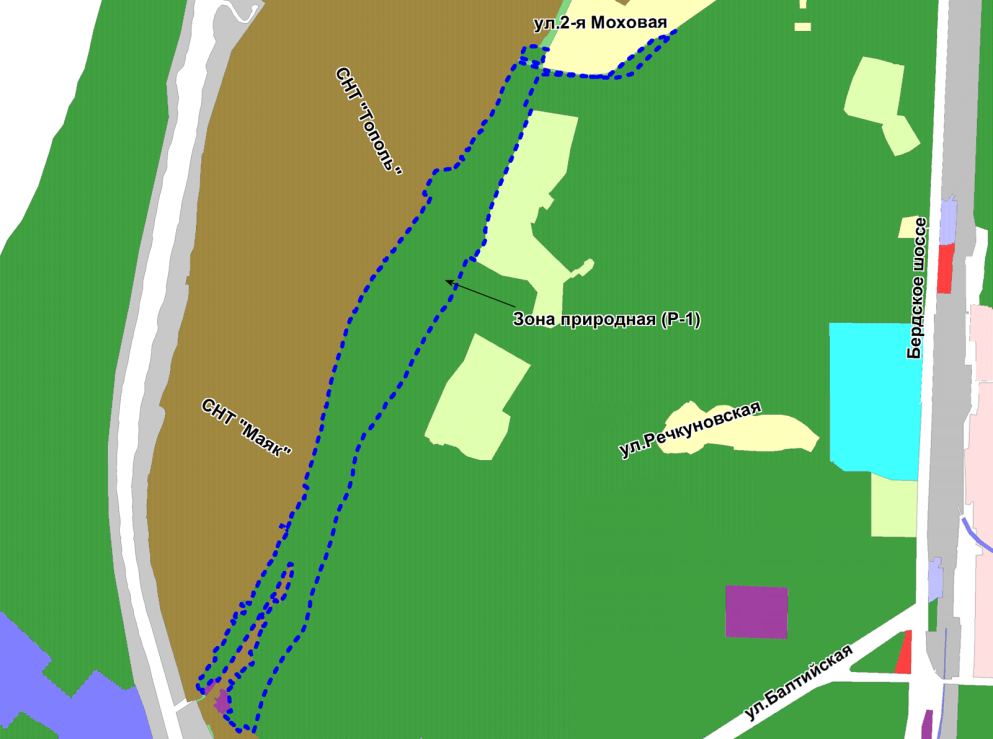 ул.2-я Моховая
СНТ "Тополь"
Бердское шоссе
Зона природная (Р-1)
СНТ "Маяк"
ул.Речкуновская
ул.Балтийская